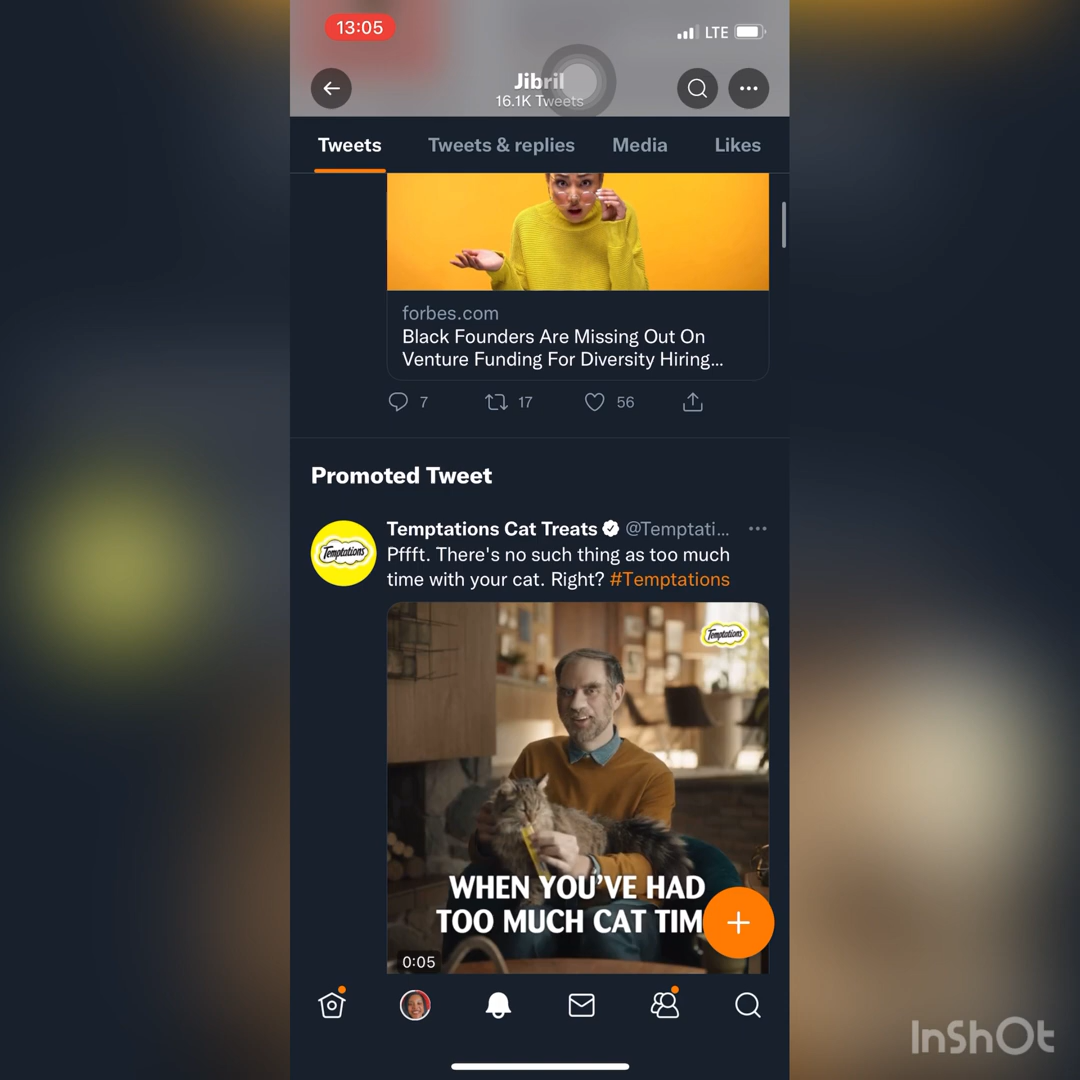 13:05
LTE
Jibril
16.1K Tweets
Tweets
Tweets & replies
Media
Likes
forbes.com
Black Founders Are Missing Out On
Venture Funding For Diversity Hiring...
7
17
56
Promoted Tweet
Temptations Cat Treats @Temptati...
Temptations
Pffft. There's no such thing as too much
time with your cat. Right? #Temptations
Temptations
WHEN YOU'VE HAD
TOO MUCH CAT TIM
0:05
InShOt